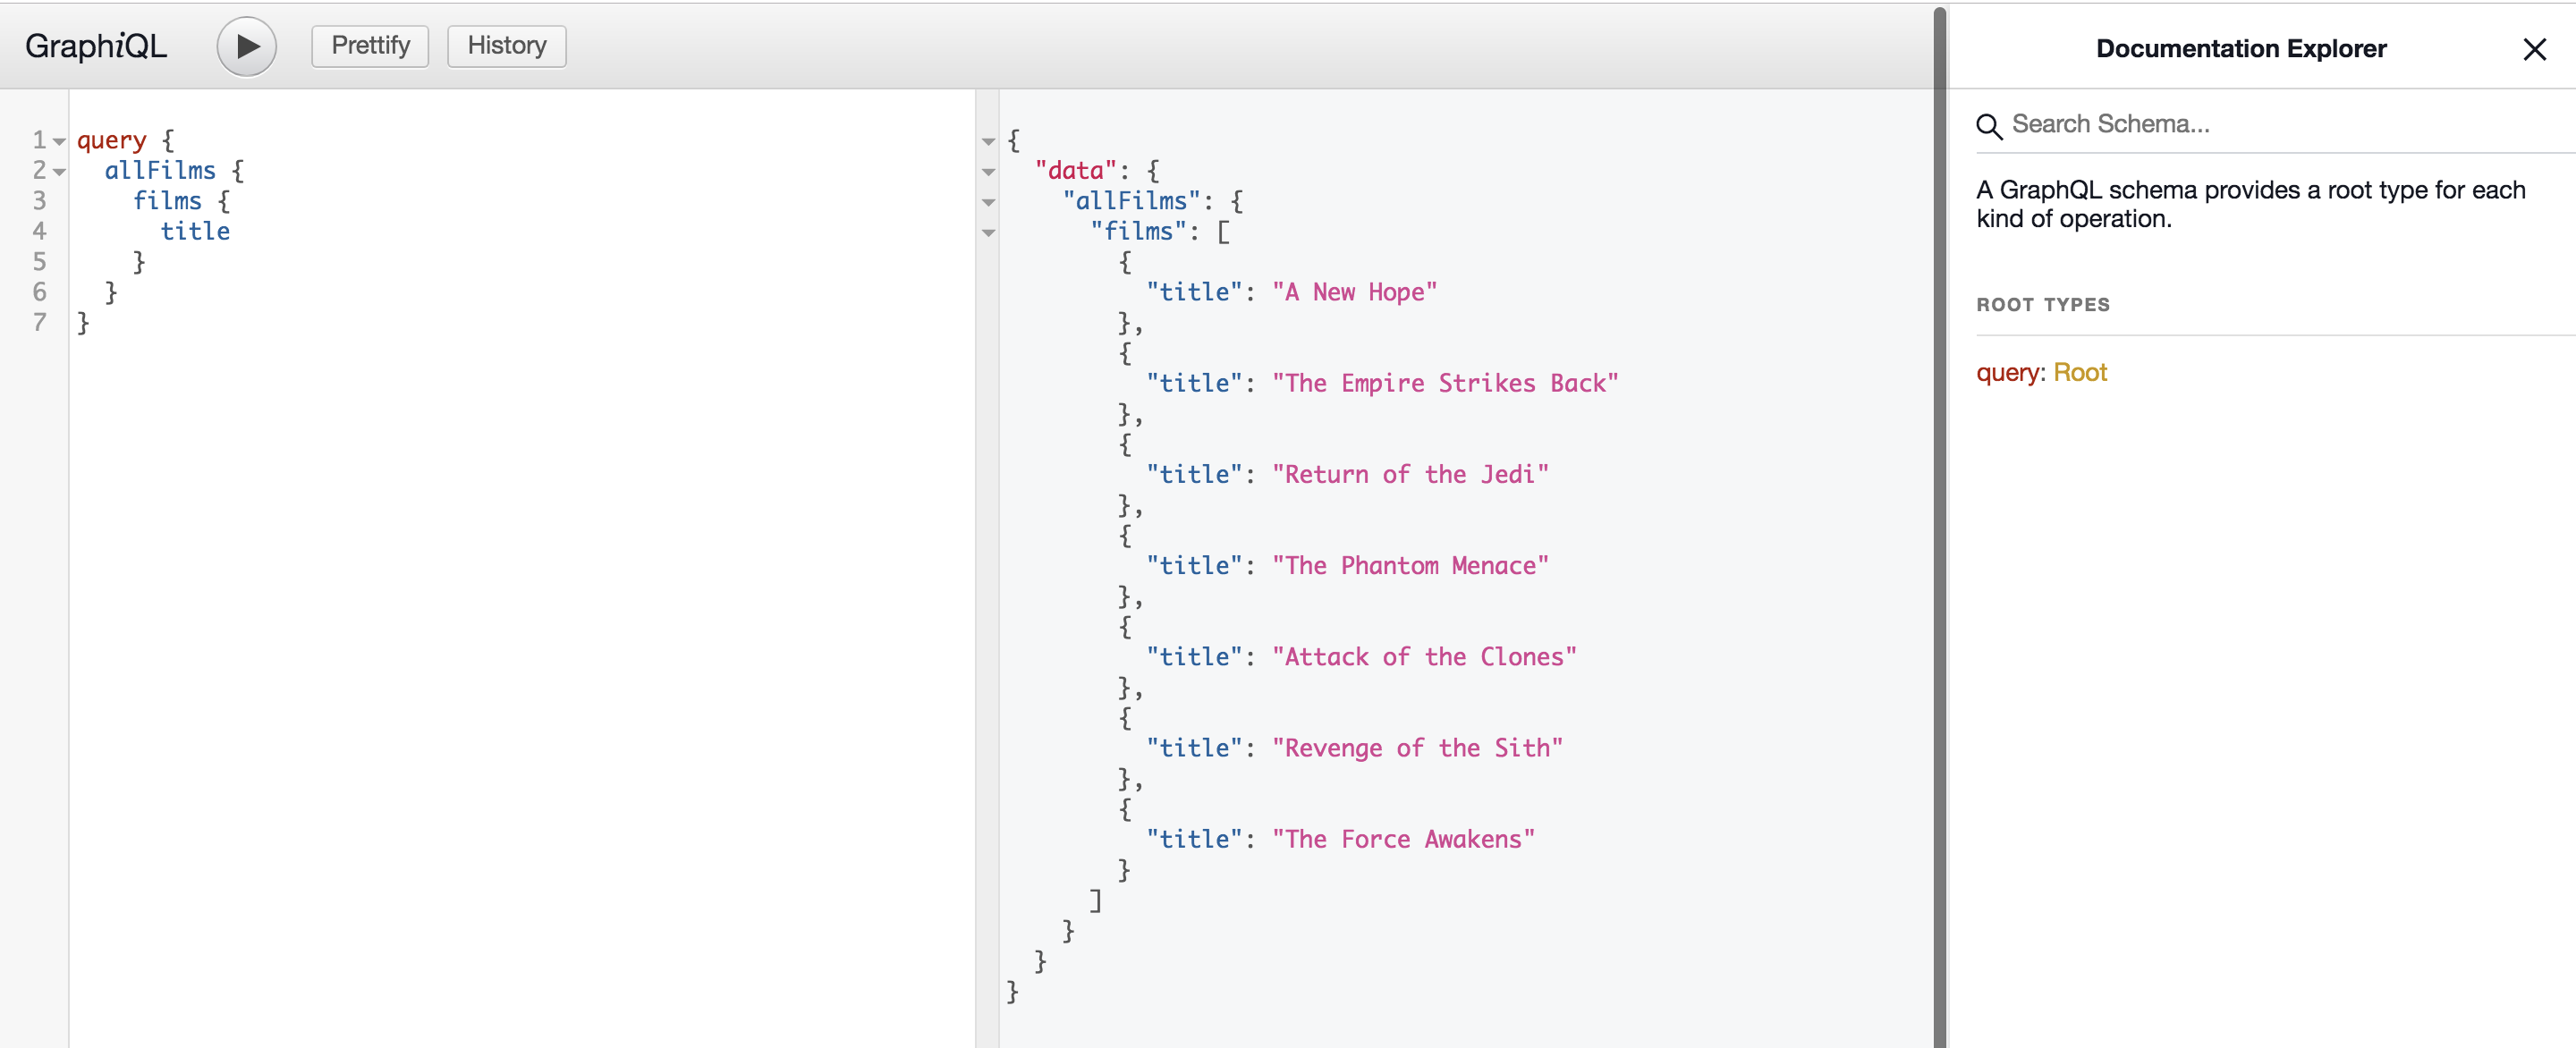 GraphiQL Prettify History
1 query {
2   allFilms {
3     films {
4       title
5     }
6   }
7 }
{
  "data": {
    "allFilms": {
      "films": [
        {
          "title": "A New Hope"
        },
        {
          "title": "The Empire Strikes Back"
        },
        {
          "title": "Return of the Jedi"
        },
        {
          "title": "The Phantom Menace"
        },
        {
          "title": "Attack of the Clones"
        },
        {
          "title": "Revenge of the Sith"
        },
        {
          "title": "The Force Awakens"
        }
      ]
    }
  }
}
Documentation Explorer
Search Schema...
A GraphQL schema provides a root type for each
kind of operation.
ROOT TYPES
query: Root